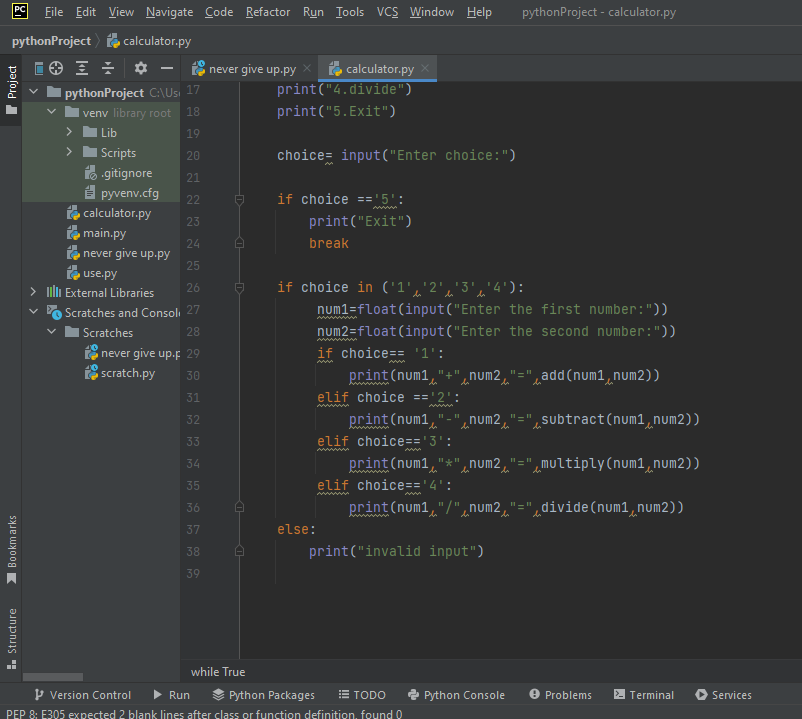 PC File Edit View Navigate Code Refactor Run Tools VCS Window Help pythonProject - calculator.py
pythonProject calculator.py
Project
never give up.py calculator.py
pythonProject C:\Use
venv library root
Lib
Scripts
.gitignore
pyvenv.cfg
calculator.py
main.py
never give up.py
use.py
External Libraries
Scratches and Consol
Scratches
never give up.p
scratch.py
Bookmarks
Structure
17 print("4.divide")
18 print("5.Exit")
19
20 choice= input("Enter choice:")
21
22 if choice =='5':
23 print("Exit")
24 break
25
26 if choice in ('1','2','3','4'):
27 num1=float(input("Enter the first number:"))
28 num2=float(input("Enter the second number:"))
29 if choice== '1':
30 print(num1,"+",num2,"=",add(num1,num2))
31 elif choice =='2':
32 print(num1,"-",num2,"=",subtract(num1,num2))
33 elif choice=='3':
34 print(num1,"*",num2,"=",multiply(num1,num2))
35 elif choice=='4':
36 print(num1,"/",num2,"=",divide(num1,num2))
37 else:
38 print("invalid input")
39
while True
Version Control Run Python Packages TODO Python Console Problems Terminal Services
PEP 8: E305 expected 2 blank lines after class or function definition, found 0